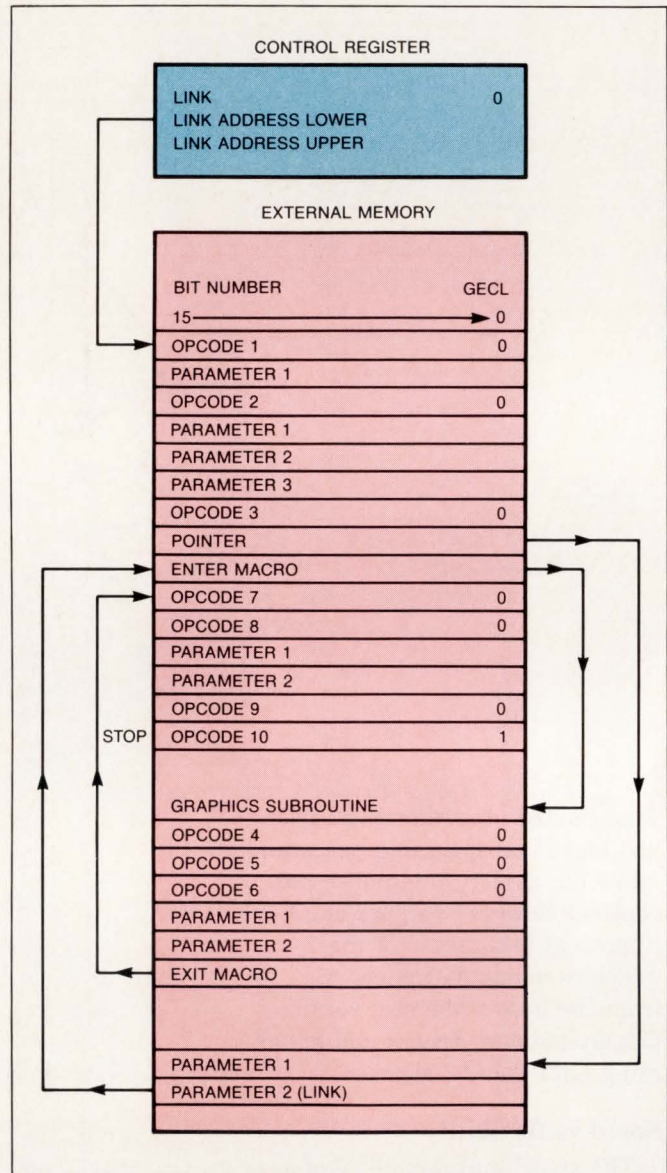 CONTROL REGISTER
LINK 0
LINK ADDRESS LOWER
LINK ADDRESS UPPER
EXTERNAL MEMORY
BIT NUMBER GECL
15 0
OPCODE 1 0
PARAMETER 1
OPCODE 2 0
PARAMETER 1
PARAMETER 2
PARAMETER 3
OPCODE 3 0
POINTER
ENTER MACRO
OPCODE 7 0
OPCODE 8 0
PARAMETER 1
PARAMETER 2
OPCODE 9 0
STOP OPCODE 10 1
GRAPHICS SUBROUTINE
OPCODE 4 0
OPCODE 5 0
OPCODE 6 0
PARAMETER 1
PARAMETER 2
EXIT MACRO
PARAMETER 1
PARAMETER 2 (LINK)